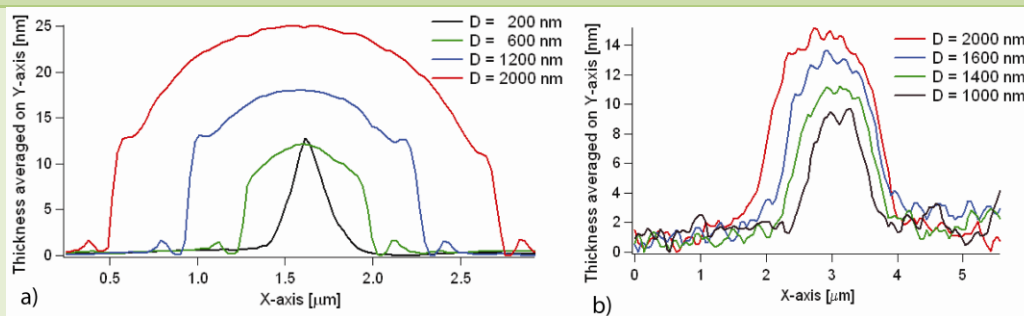 Thickness averaged on Y-axis [nm]
25
20
15
10
5
0
0.5 1.0 1.5 2.0 2.5
X-axis [μm]
D = 200 nm
D = 600 nm
D = 1200 nm
D = 2000 nm
a)
Thickness averaged on Y-axis [nm]
14
12
10
8
6
4
2
0
0 1 2 3 4 5
X-axis [μm]
D = 2000 nm
D = 1600 nm
D = 1400 nm
D = 1000 nm
b)